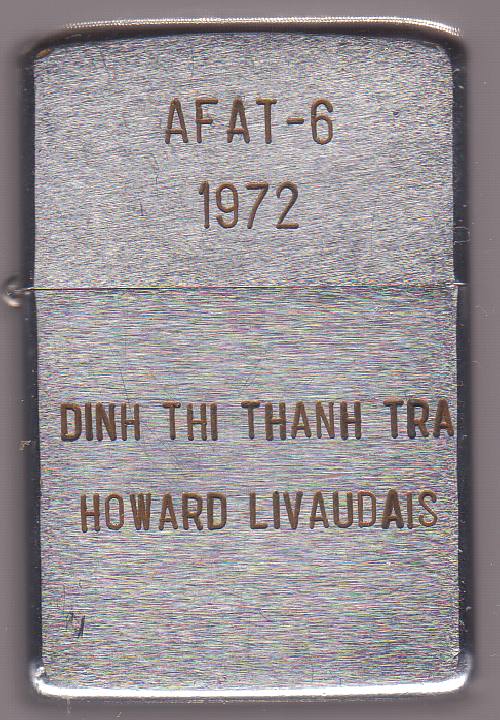 AFAT-6
1972
DINH THI THANH TRA
HOWARD LIVAUDAIS